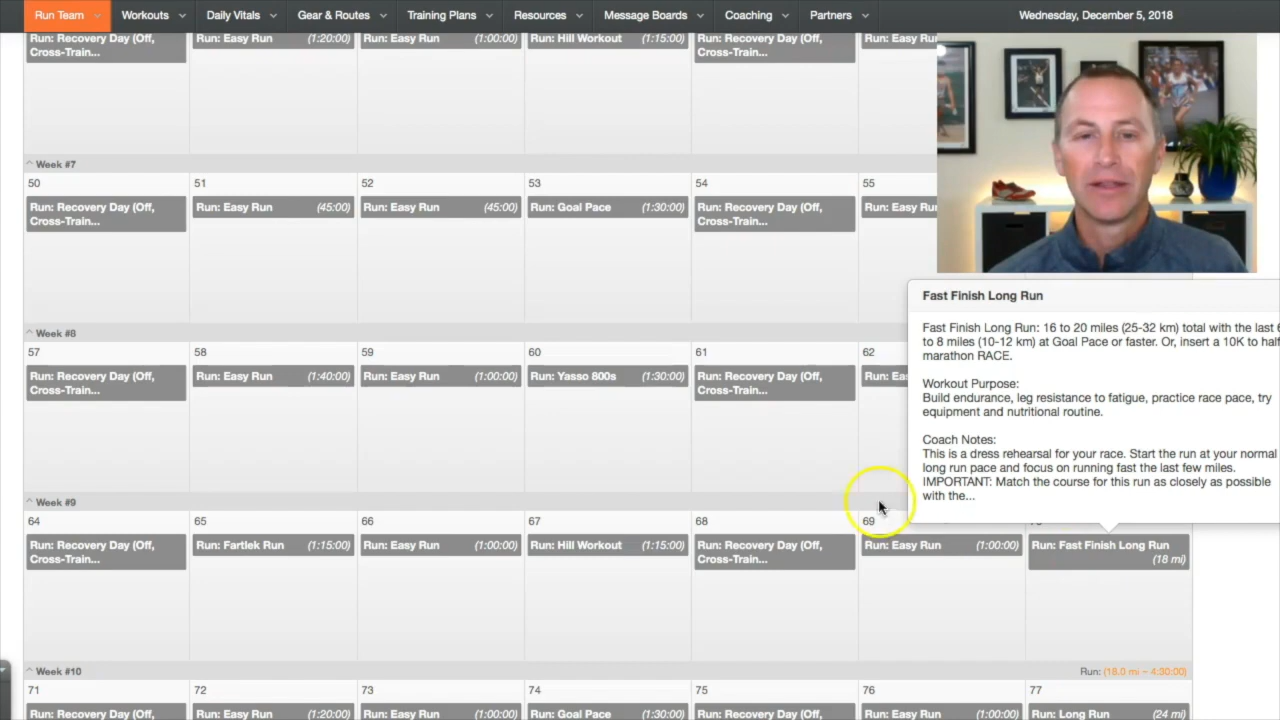 Run Team Workouts Daily Vitals Gear & Routes Training Plans Resources Message Boards Coaching Partners Wednesday, December 5, 2018
Run: Recovery Day (Off, Cross-Train... Run: Easy Run (1:20:00) Run: Easy Run (1:00:00) Run: Hill Workout (1:15:00) Run: Recovery Day (Off, Cross-Train... Run: Easy Run
Week #7
50 51 52 53 54 55
Run: Recovery Day (Off, Run: Easy Run (45:00) Run: Easy Run (45:00) Run: Goal Pace (1:30:00) Run: Recovery Day (Off, Run: Easy Run
Cross-Train... Cross-Train...
Fast Finish Long Run
Fast Finish Long Run: 16 to 20 miles (25-32 km) total with the last 6
to 8 miles (10-12 km) at Goal Pace or faster. Or, insert a 10K to half
marathon RACE.
Workout Purpose:
Build endurance, leg resistance to fatigue, practice race pace, try
equipment and nutritional routine.
Coach Notes:
This is a dress rehearsal for your race. Start the run at your normal
long run pace and focus on running fast the last few miles.
IMPORTANT: Match the course for this run as closely as possible
with the...
Week #8
57 58 59 60 61 62
Run: Recovery Day (Off, Run: Easy Run (1:40:00) Run: Easy Run (1:00:00) Run: Yasso 800s (1:30:00) Run: Recovery Day (Off, Run: Eas
Cross-Train... Cross-Train...
Week #9
64 65 66 67 68 69
Run: Recovery Day (Off, Run: Fartlek Run (1:15:00) Run: Easy Run (1:00:00) Run: Hill Workout (1:15:00) Run: Recovery Day (Off, Run: Easy Run (1:00:00) Run: Fast Finish Long Run
Cross-Train... Cross-Train... (18 mi)
Week #10 Run: (18.0 mi ~ 4:30:00)
71 72 73 74 75 76 77
Run: Recovery Day (Off, Run: Easy Run (1:20:00) Run: Easy Run (1:00:00) Run: Goal Pace (1:30:00) Run: Recovery Day (Off, Run: Easy Run (1:00:00) Run: Long Run (24 mi)